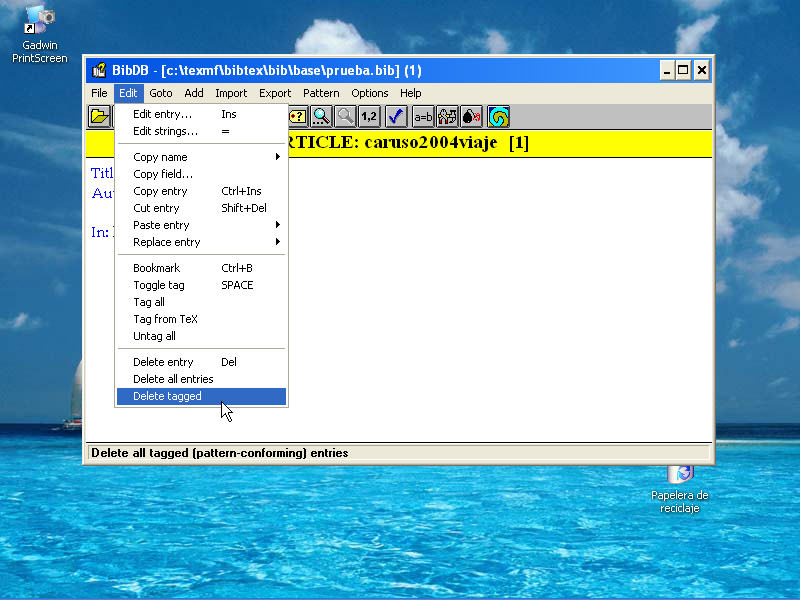 Gadwin
PrintScreen
BibDB - [c:\texmf\bibtex\bib\base\prueba.bib] (1)
File Edit Goto Add Import Export Pattern Options Help
1,2 a=b
RTICLE: caruso2004viaje [1]
Titl
Au
In:
Edit entry... Ins
Edit strings... =
Copy name
Copy field...
Copy entry Ctrl+Ins
Cut entry Shift+Del
Paste entry
Replace entry
Bookmark Ctrl+B
Toggle tag SPACE
Tag all
Tag from TeX
Untag all
Delete entry Del
Delete all entries
Delete tagged
Delete all tagged (pattern-conforming) entries
Papelera de
reciclaje